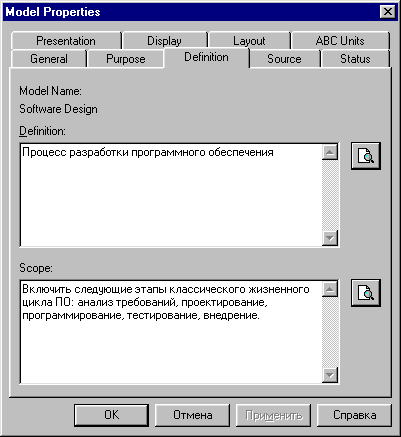 Model Properties
Presentation Display Layout ABC Units
General Purpose Definition Source Status
Model Name:
Software Design
Definition:
Процесс разработки программного обеспечения
Scope:
Включить следующие этапы классического жизненного
цикла ПО: анализ требований, проектирование,
программирование, тестирование, внедрение.
OK Отмена Применить Справка